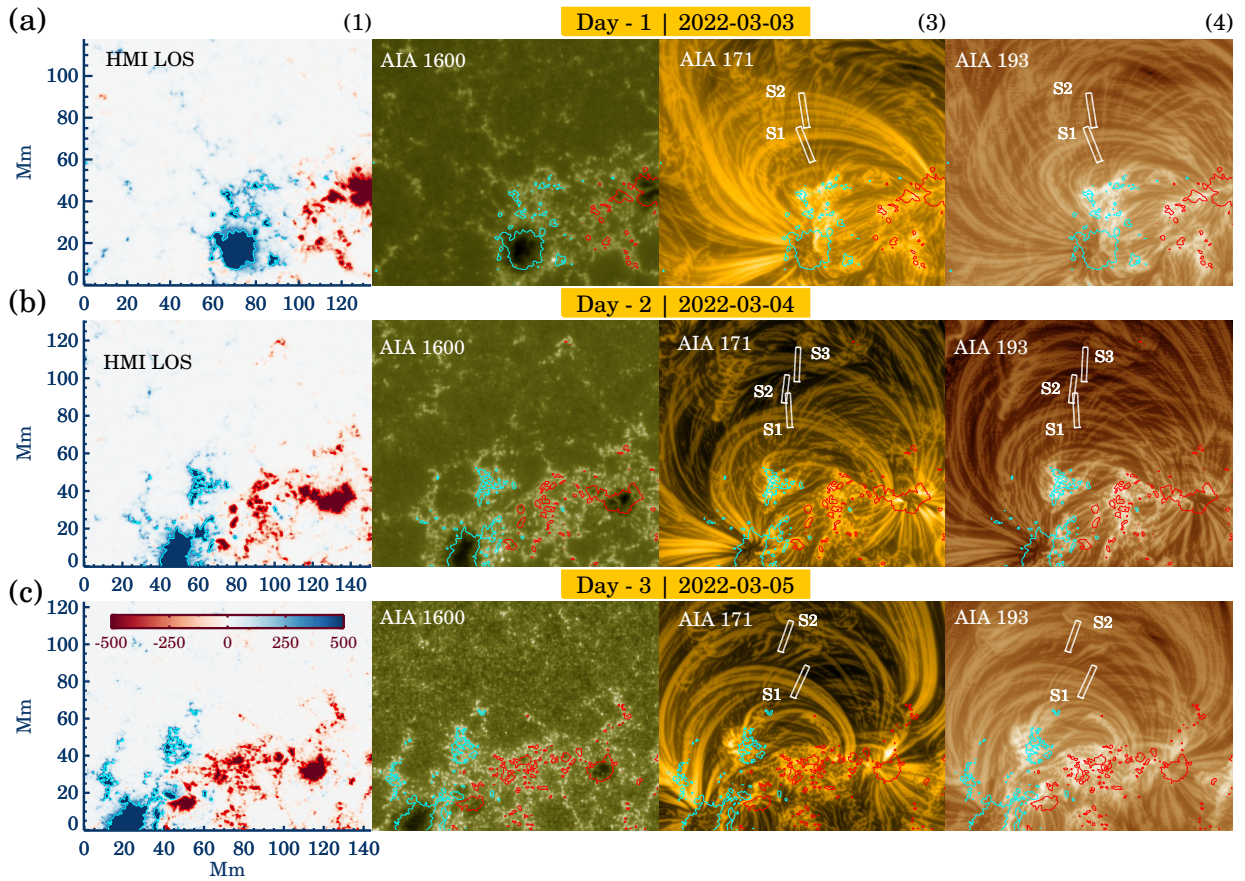 (a) (1) Day - 1 | 2022-03-03 (3) (4)
HMI LOS AIA 1600 AIA 171 AIA 193
100
80
60
40
20
0
Mm
S2 S2
S1 S1
0 20 40 60 80 100 120
(b) Day - 2 | 2022-03-04
HMI LOS AIA 1600 AIA 171 AIA 193
120
100
80
60
40
20
0
Mm
S3 S3
S2 S2
S1 S1
0 20 40 60 80 100 120
(c) Day - 3 | 2022-03-05
AIA 1600 AIA 171 AIA 193
-500 -250 0 250 500
120
100
80
60
40
20
0
Mm
S2 S2
S1 S1
0 20 40 60 80 100 120 140
Mm